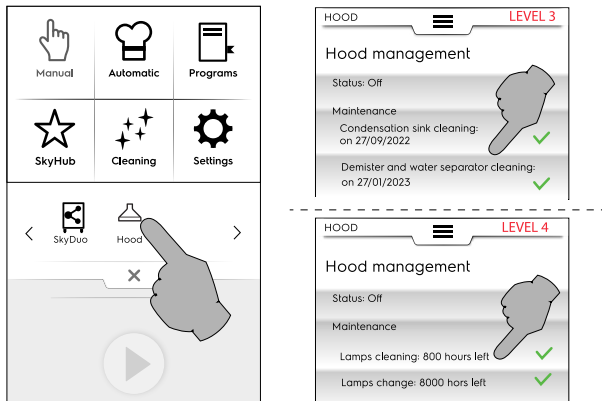 Manual
Automatic
Programs
SkyHub
Cleaning
Settings
SkyDuo
Hood
HOOD
LEVEL 3
Hood management
Status: Off
Maintenance
Condensation sink cleaning:
on 27/09/2022
Demister and water separator cleaning:
on 27/01/2023
HOOD
LEVEL 4
Hood management
Status: Off
Maintenance
Lamps cleaning: 800 hours left
Lamps change: 8000 hors left